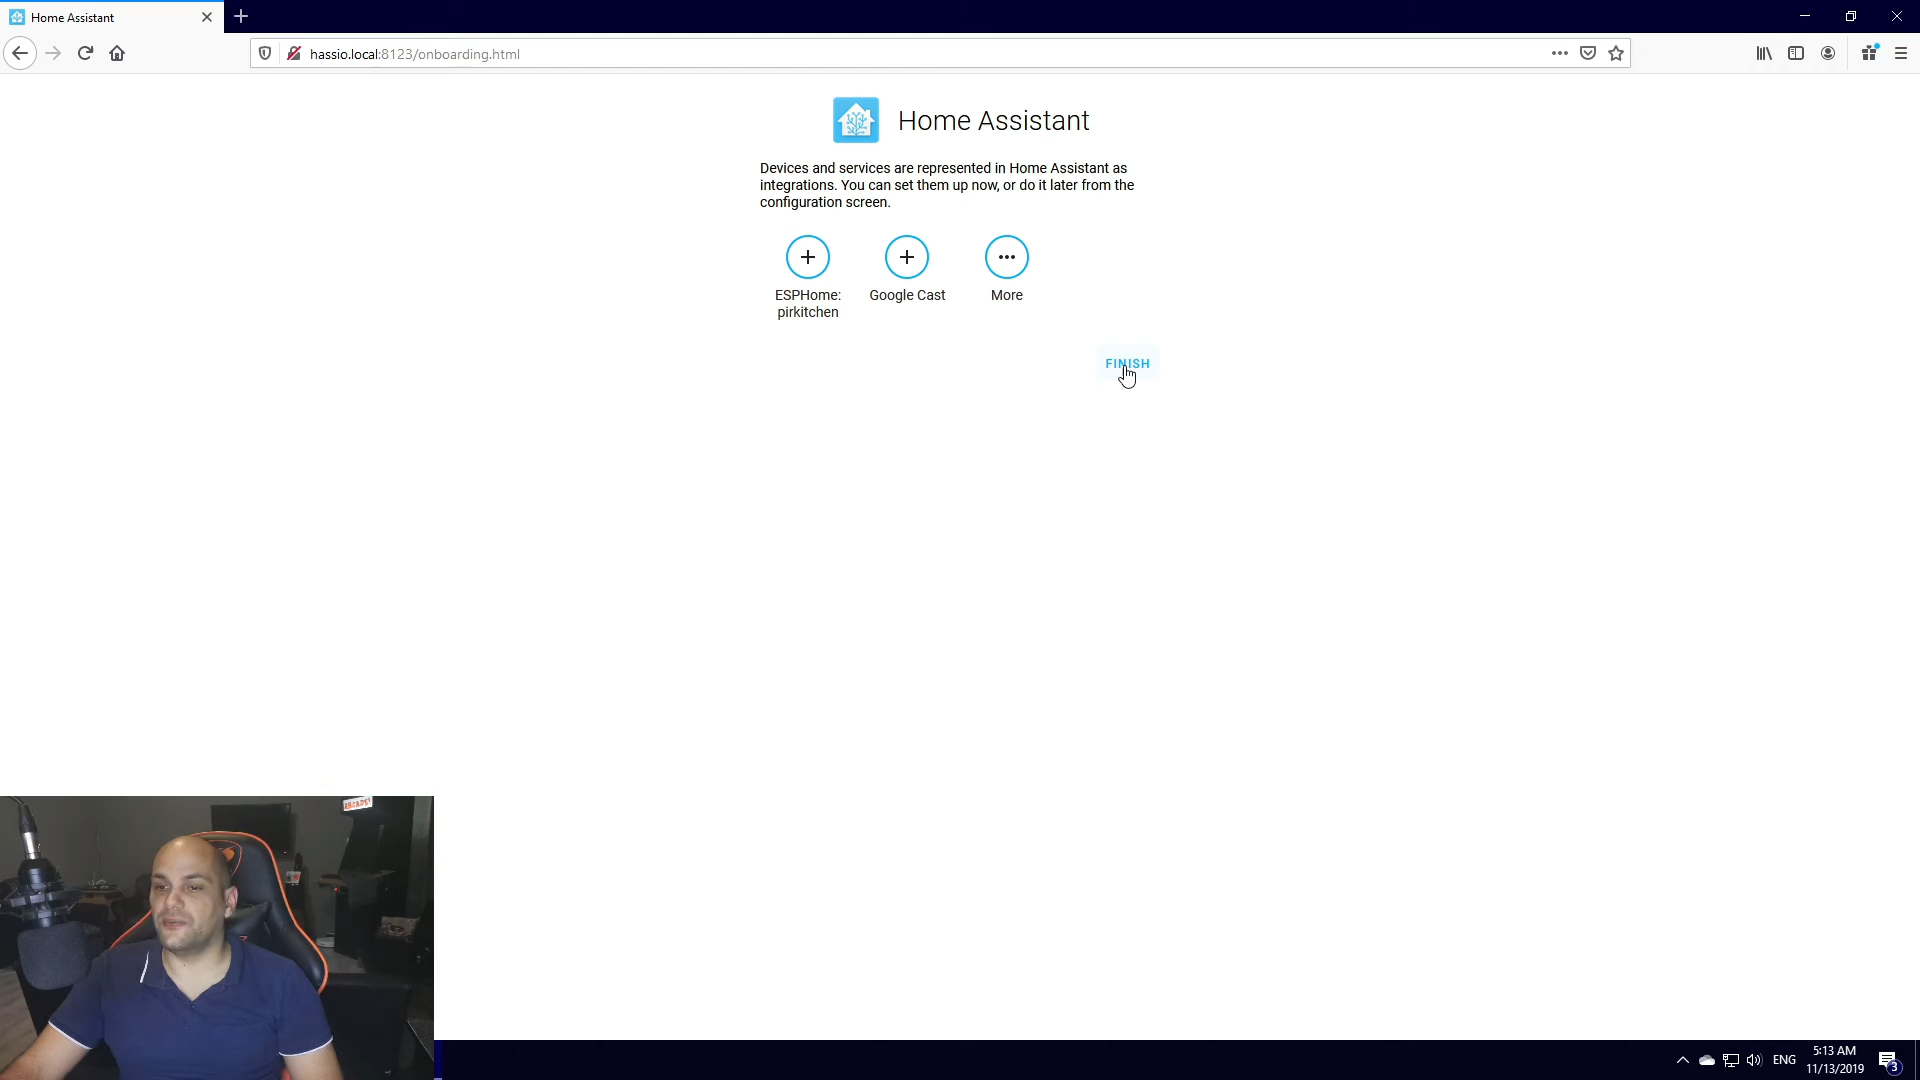 Home Assistant
hassio.local:8123/onboarding.html
Home Assistant
Devices and services are represented in Home Assistant as
integrations. You can set them up now, or do it later from the
configuration screen.
ESPHome:
pirkitchen
Google Cast
More
FINISH
ENG
5:13 AM
11/13/2019
3